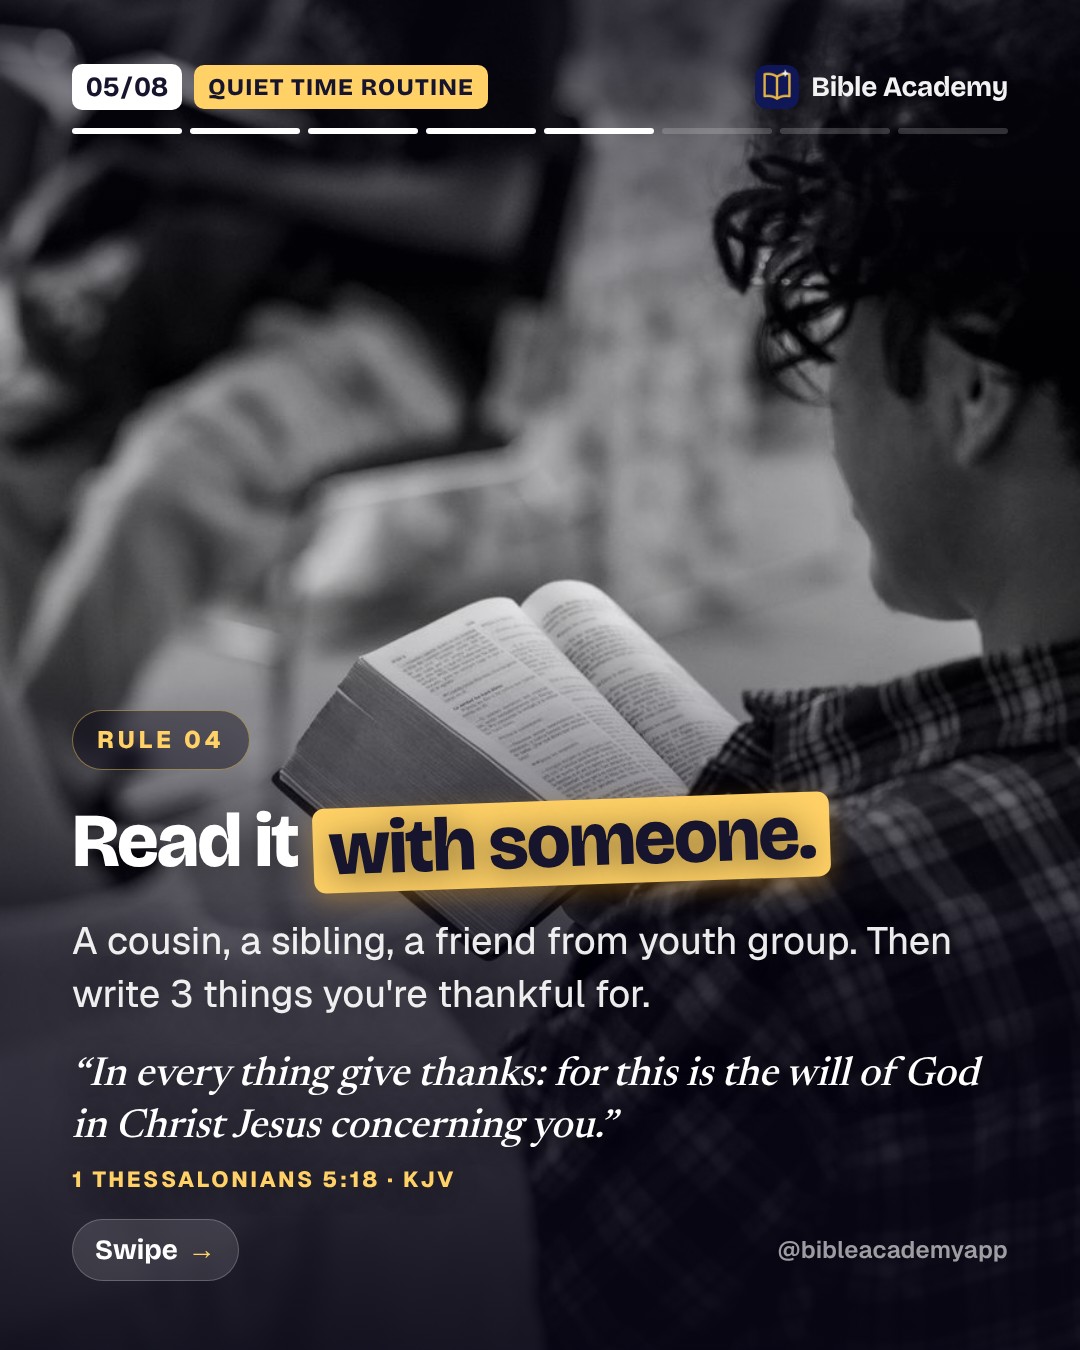 05/08 QUIET TIME ROUTINE Bible Academy
RULE 04
Read it with someone.
A cousin, a sibling, a friend from youth group. Then
write 3 things you're thankful for.
“In every thing give thanks: for this is the will of God
in Christ Jesus concerning you.”
1 THESSALONIANS 5:18 · KJV
Swipe → @bibleacademyapp